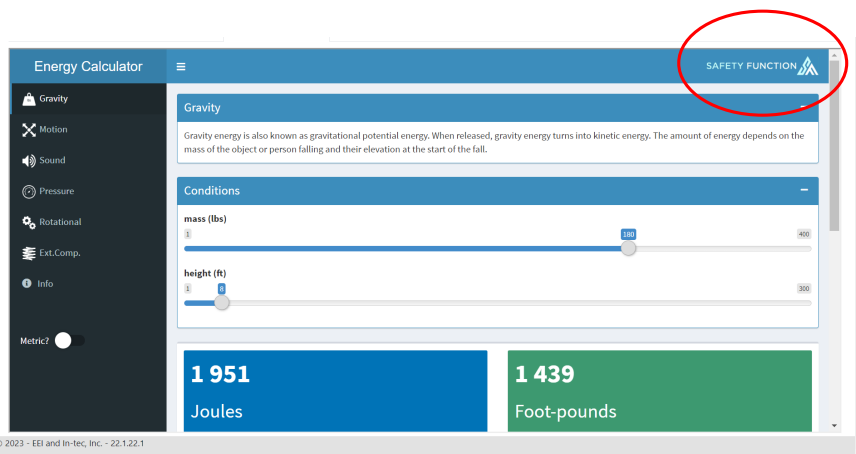 Energy Calculator
SAFETY FUNCTION
Gravity
Motion
Sound
Pressure
Rotational
Ext.Comp.
Info
Metric?
Gravity
Gravity energy is also known as gravitational potential energy. When released, gravity energy turns into kinetic energy. The amount of energy depends on the
mass of the object or person falling and their elevation at the start of the fall.
Conditions
mass (lbs)
1 180 400
height (ft)
1 8 300
1 951
Joules
1 439
Foot-pounds
© 2023 - EEI and In-tec, Inc. - 22.1.22.1